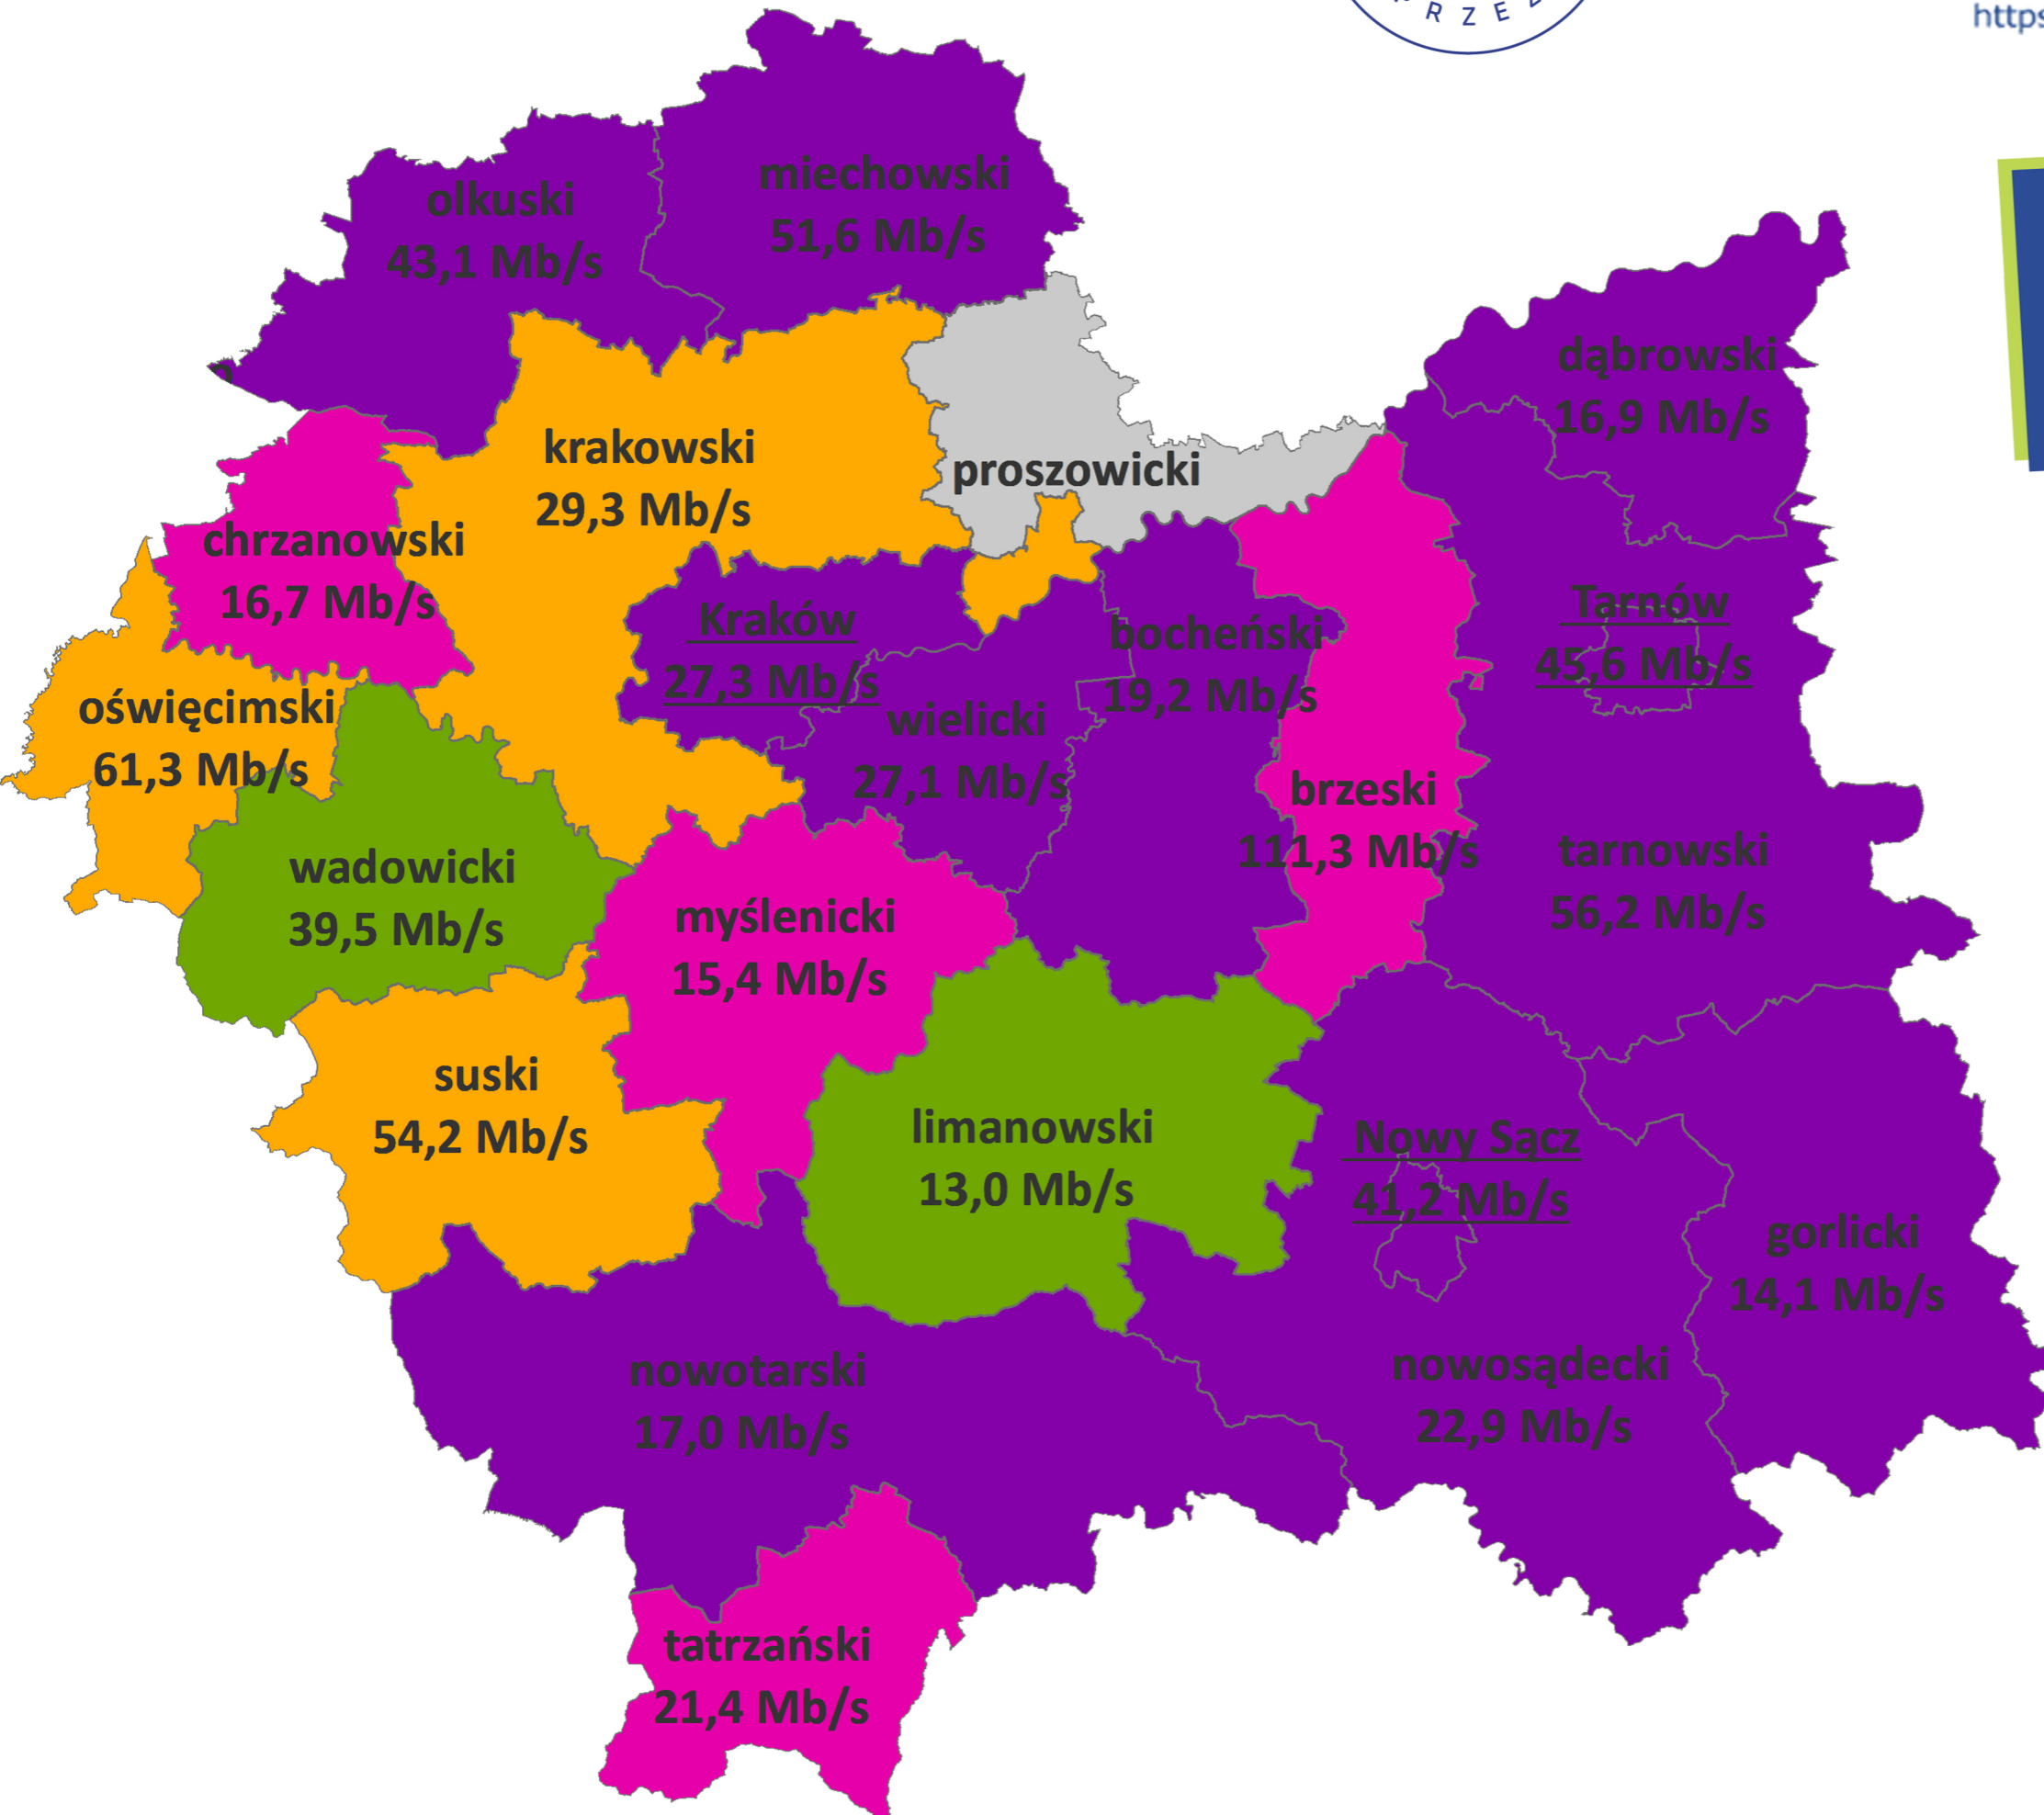 R Z E
https
miechowski
51,6 Mb/s
olkuski
43,1 Mb/s
dąbrowski
16,9 Mb/s
krakowski
29,3 Mb/s
proszowicki
chrzanowski
16,7 Mb/s
Tarnów
45,6 Mb/s
Kraków
27,3 Mb/s
bocheński
19,2 Mb/s
oświęcimski
61,3 Mb/s
wielicki
27,1 Mb/s
brzeski
111,3 Mb/s
tarnowski
56,2 Mb/s
wadowicki
39,5 Mb/s
myślenicki
15,4 Mb/s
suski
54,2 Mb/s
limanowski
13,0 Mb/s
Nowy Sącz
41,2 Mb/s
gorlicki
14,1 Mb/s
nowotarski
17,0 Mb/s
nowosądecki
22,9 Mb/s
tatrzański
21,4 Mb/s